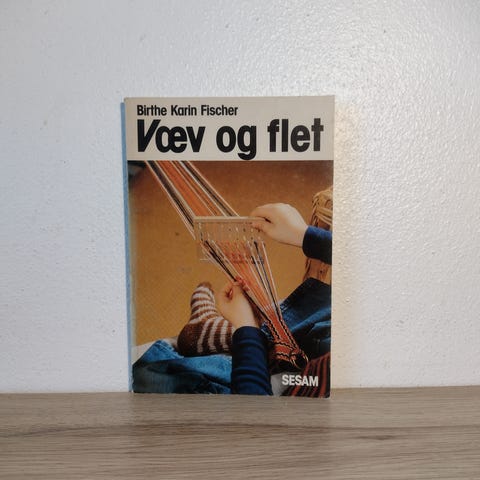 Birthe Karin Fischer
Væv og flet
SESAM